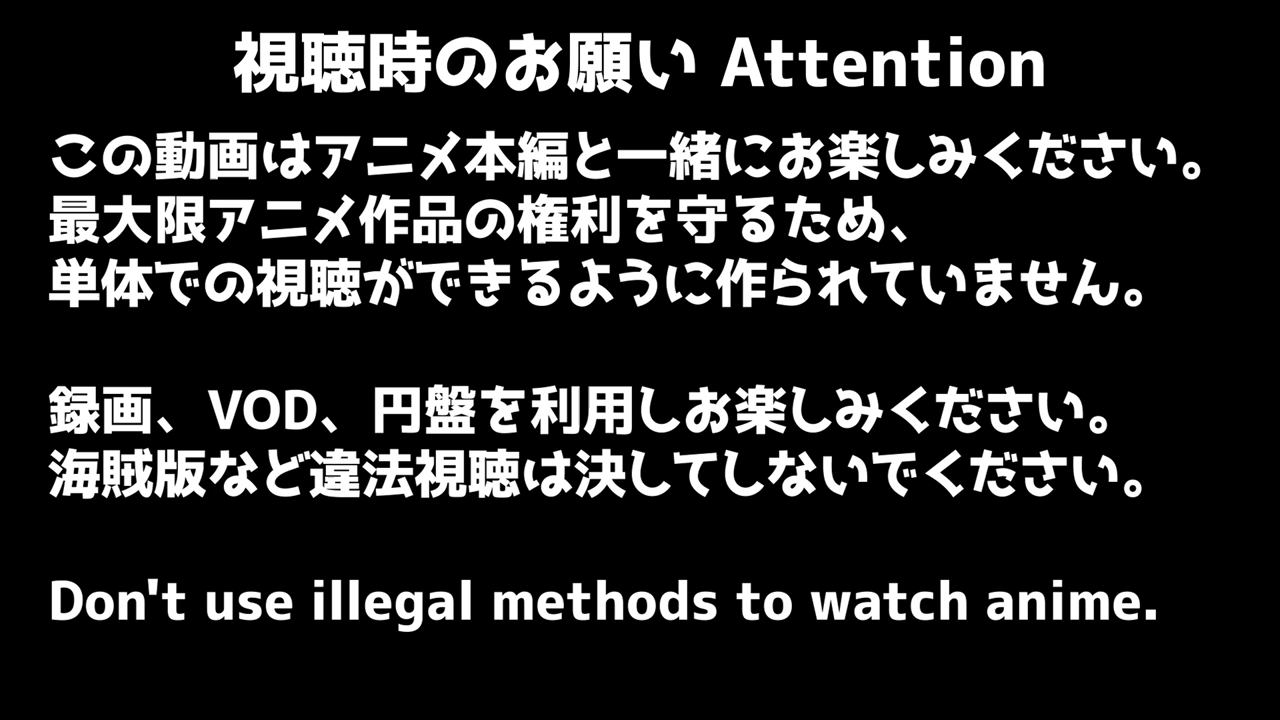 視聴時のお願い Attention
この動画はアニメ本編と一緒にお楽しみください。
最大限アニメ作品の権利を守るため、
単体での視聴ができるように作られていません。
録画、VOD、円盤を利用しお楽しみください。
海賊版など違法視聴は決してしないでください。
Don't use illegal methods to watch anime.